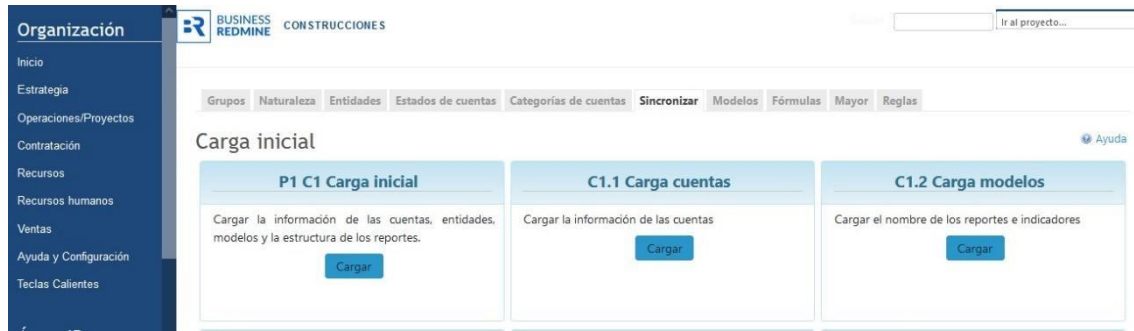 Organización
Inicio
Estrategia
Operaciones/Proyectos
Contratación
Recursos
Recursos humanos
Ventas
Ayuda y Configuración
Teclas Calientes
BUSINESS
REDMINE
CONSTRUCCIONES
Ir al proyecto...
Grupos Naturaleza Entidades Estados de cuentas Categorías de cuentas Sincronizar Modelos Fórmulas Mayor Reglas
Carga inicial
Ayuda
P1 C1 Carga inicial
Cargar la información de las cuentas, entidades,
modelos y la estructura de los reportes.
Cargar
C1.1 Carga cuentas
Cargar la información de las cuentas
Cargar
C1.2 Carga modelos
Cargar el nombre de los reportes e indicadores
Cargar